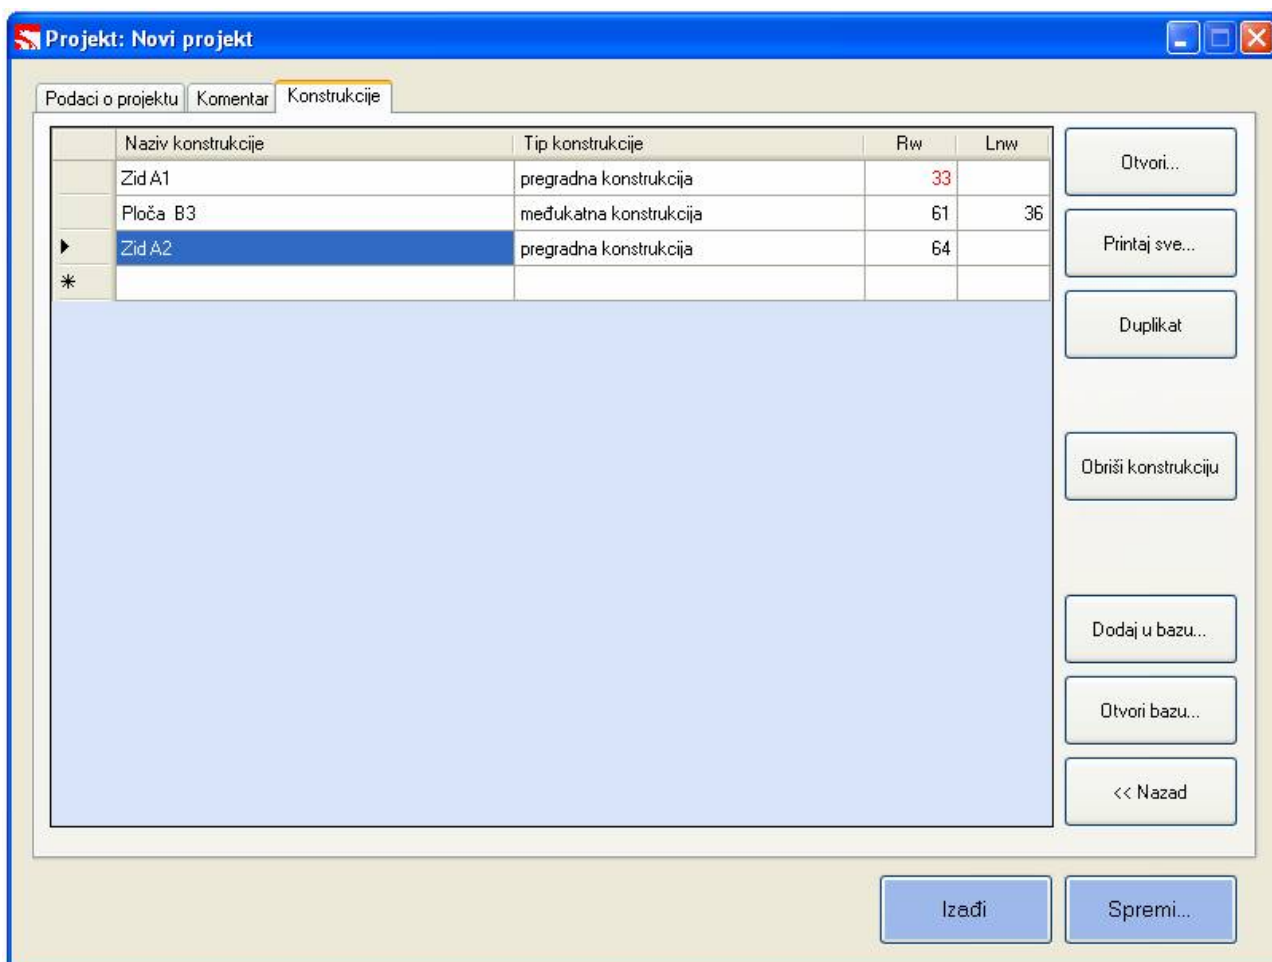 Projekt: Novi projekt
Podaci o projektu Komentar Konstrukcije
Naziv konstrukcije Tip konstrukcije Rw Lnw
Zid A1 pregradna konstrukcija 33
Ploča B3 međukatna konstrukcija 61 36
Zid A2 pregradna konstrukcija 64
Otvori...
Printaj sve...
Duplikat
Obriši konstrukciju
Dodaj u bazu...
Otvori bazu...
<< Nazad
Izađi Spremi...